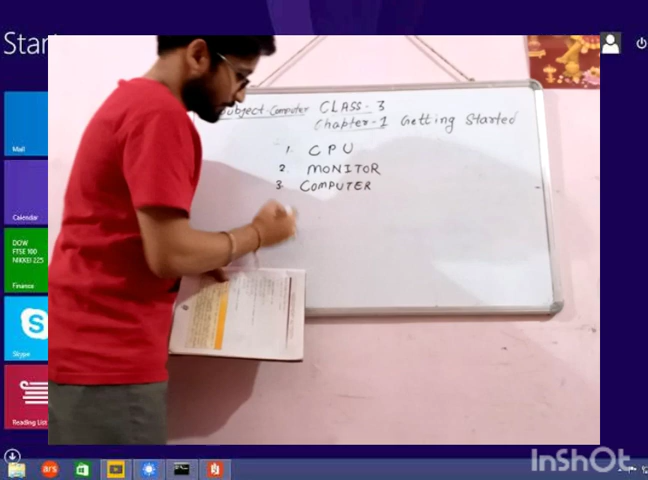 Start
Subject-Computer CLASS-3
Chapter-1 Getting Started
1. CPU
2. MONITOR
3. COMPUTER
Mail
Calendar
DOW
FTSE 100
NIKKEI 225
Finance
Skype
Reading List
ars
InShOt